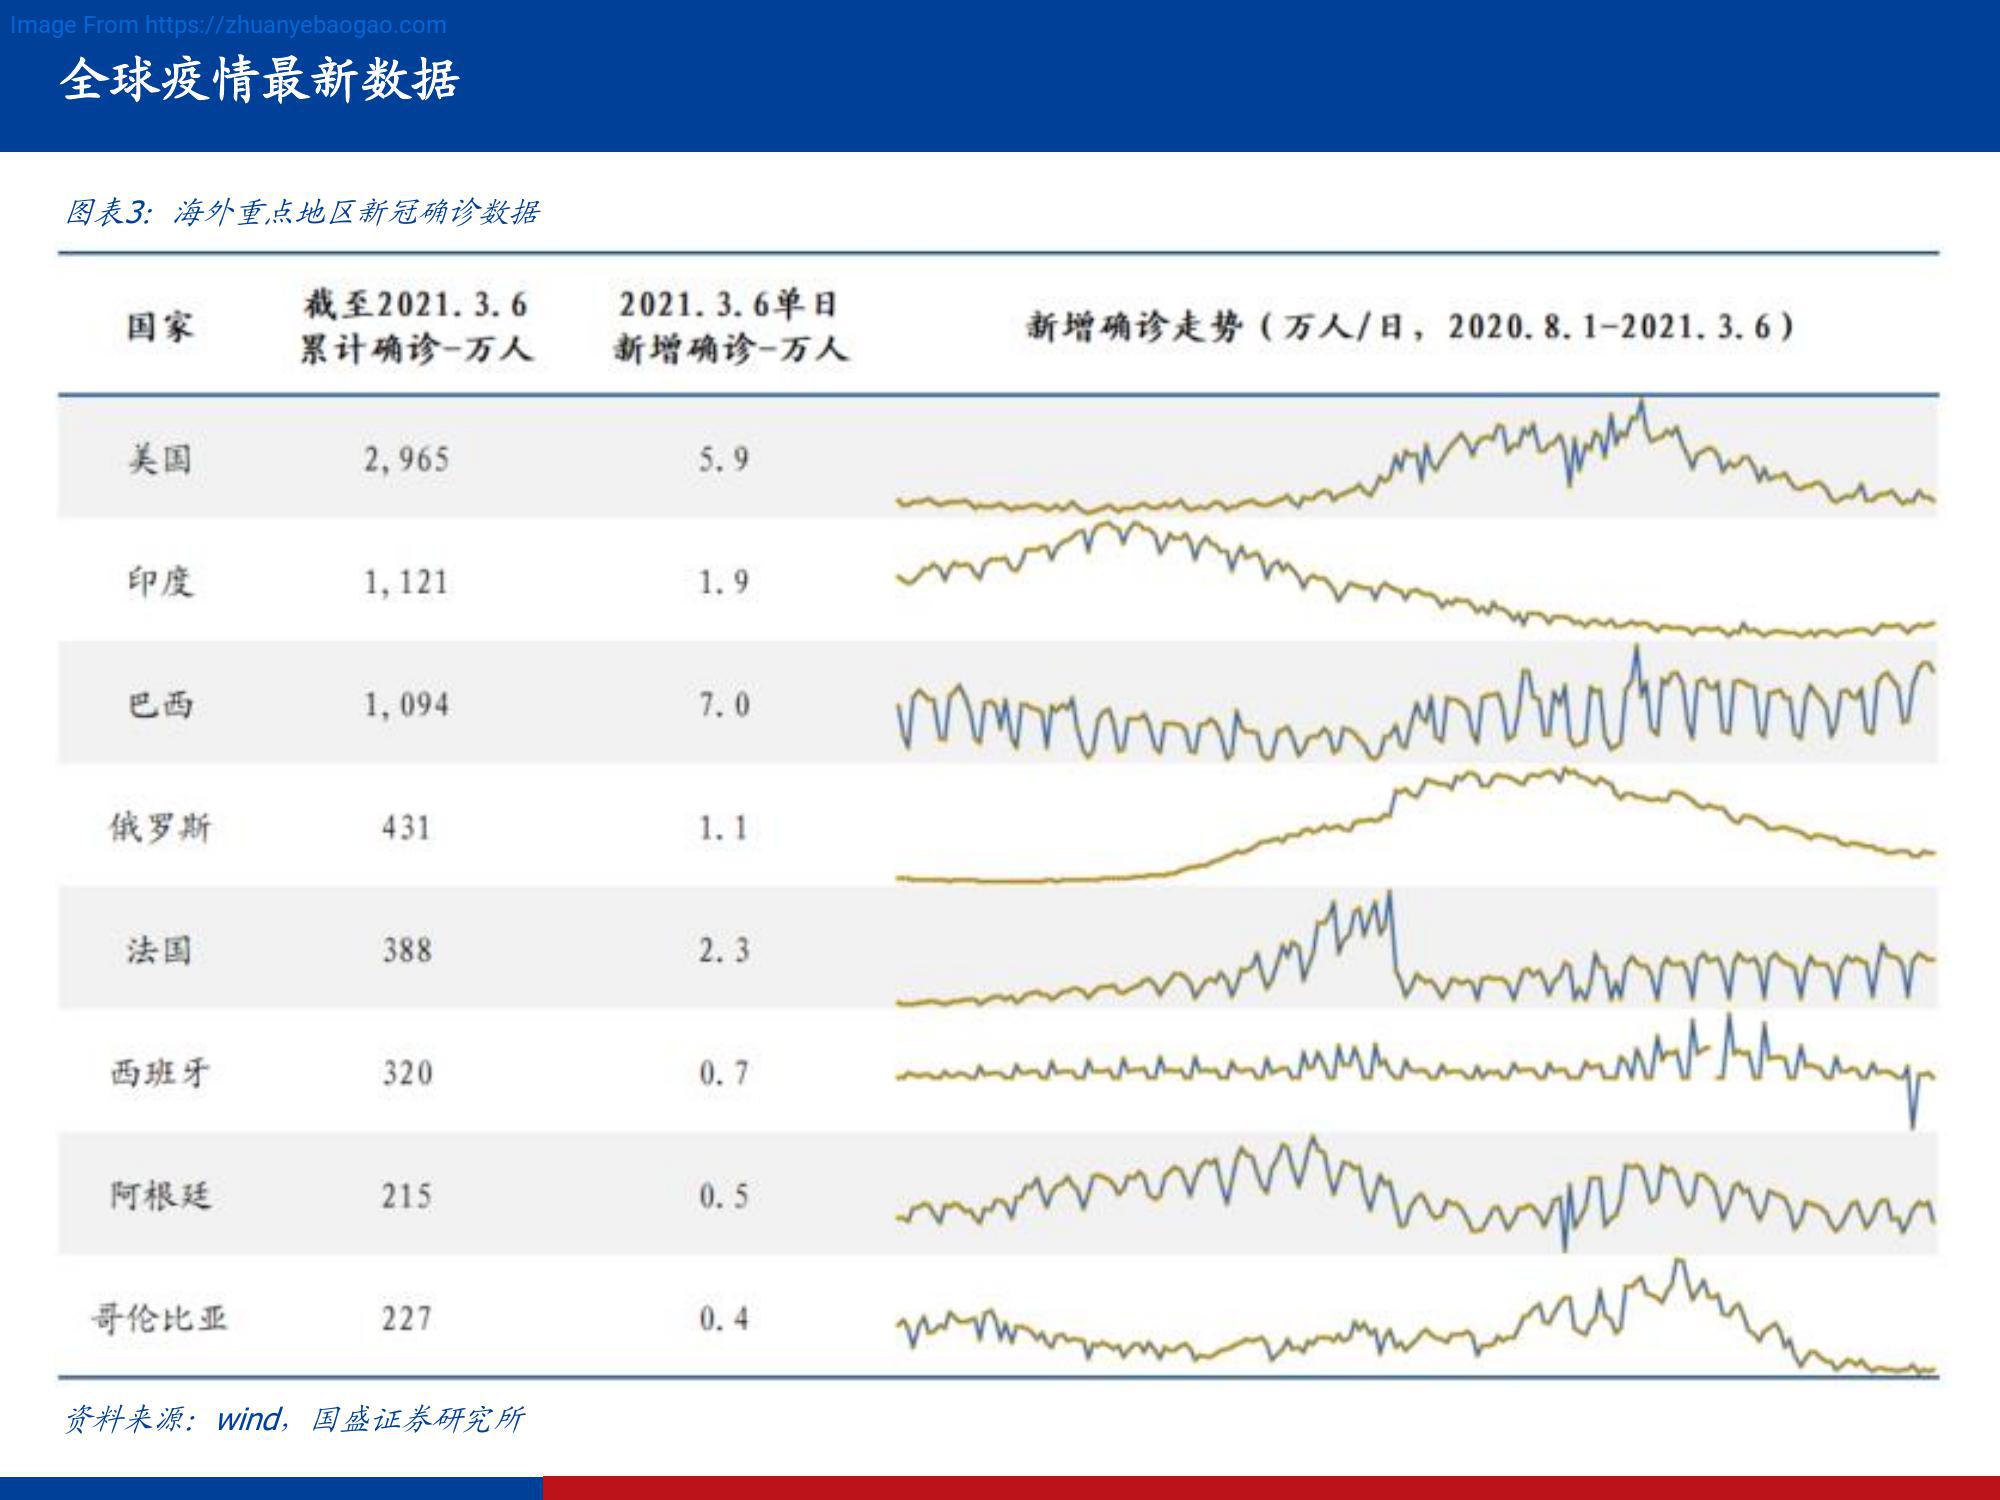 Image From https://zhuanyebaogao.com
全球疫情最新数据
图表3：海外重点地区新冠确诊数据
国家 截至2021.3.6 累计确诊-万人 2021.3.6单日 新增确诊-万人 新增确诊走势（万人/日，2020.8.1-2021.3.6）
美国 2,965 5.9
印度 1,121 1.9
巴西 1,094 7.0
俄罗斯 431 1.1
法国 388 2.3
西班牙 320 0.7
阿根廷 215 0.5
哥伦比亚 227 0.4
资料来源：wind，国盛证券研究所